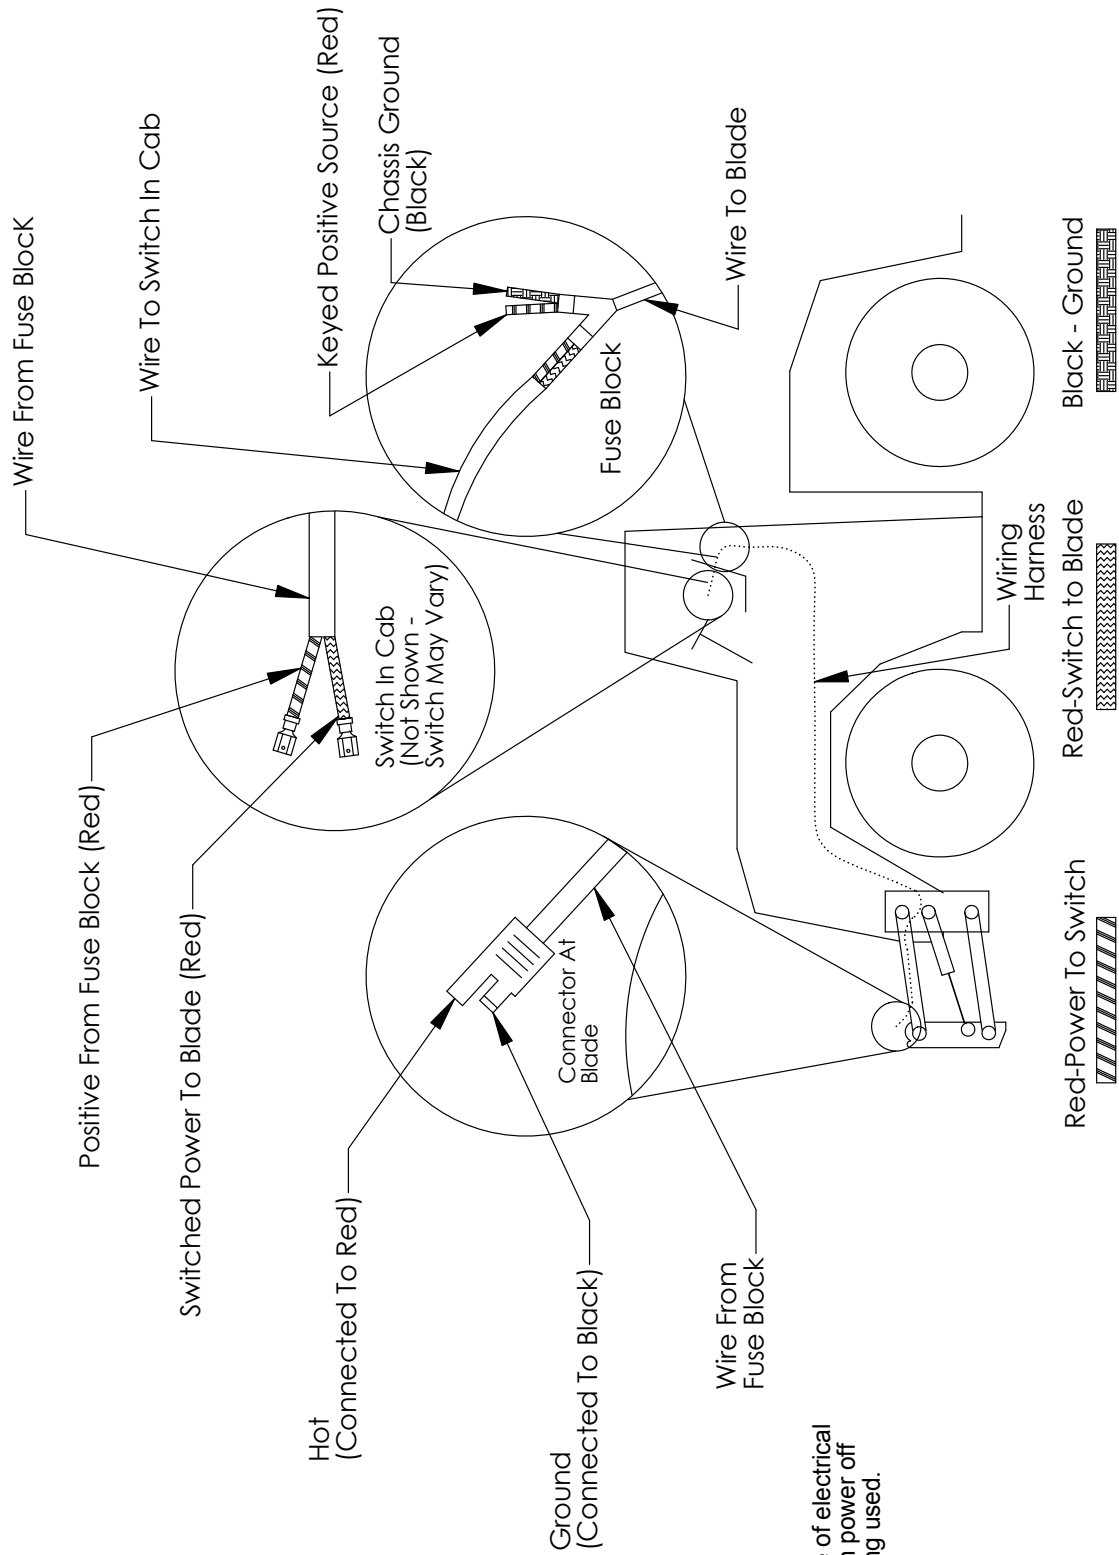 Wire From Fuse BlocK
Wire To Switch In Cab
Keyed Positive Source (Red)
Chassis Ground
(Black)
Wire To Blade
Fuse Block
Positive From Fuse Block (Red)
Switched Power To Blade (Red)
Switch In Cab
(Not Shown -
Switch May Vary)
Hot
(Connected To Red)
Ground
(Connected To Black)
Connector At
Blade
Wire From
Fuse Block
Wiring
Harness
Red-Power To Switch
Red-Switch to Blade
Black - Ground
of electrical
power off
used.